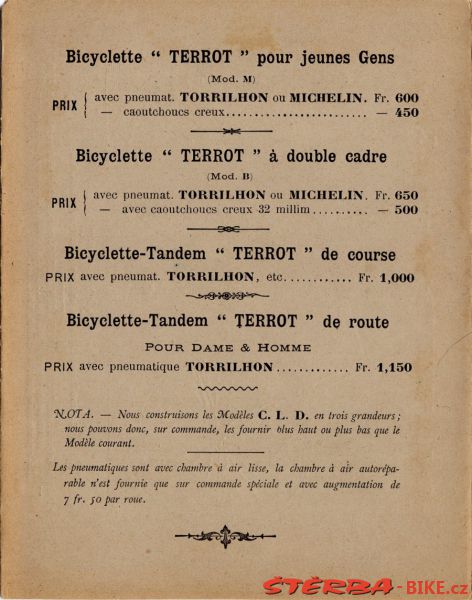 Bicyclette “ TERROT ” pour jeunes Gens
(Mod. M)
PRIX { avec pneumat. TORRILHON ou MICHELIN. Fr. 600
— caoutchoucs creux........................ — 450
Bicyclette “ TERROT ” à double cadre
(Mod. B)
PRIX { avec pneumat. TORRILHON ou MICHELIN. Fr. 650
— avec caoutchoucs creux 32 millim.......... — 500
Bicyclette-Tandem “ TERROT ” de course
PRIX avec pneumat. TORRILHON, etc............ Fr. 1,000
Bicyclette-Tandem “ TERROT ” de route
POUR DAME & HOMME
PRIX avec pneumatique TORRILHON............ Fr. 1,150
NOTA. — Nous construisons les Modèles C. L. D. en trois grandeurs ;
nous pouvons donc, sur commande, les fournir plus haut ou plus bas que le
Modèle courant.
Les pneumatiques sont avec chambre à air lisse, la chambre à air autorépa-
rable n'est fournie que sur commande spéciale et avec augmentation de
7 fr. 50 par roue.
ŠTĚRBA-BIKE.cz